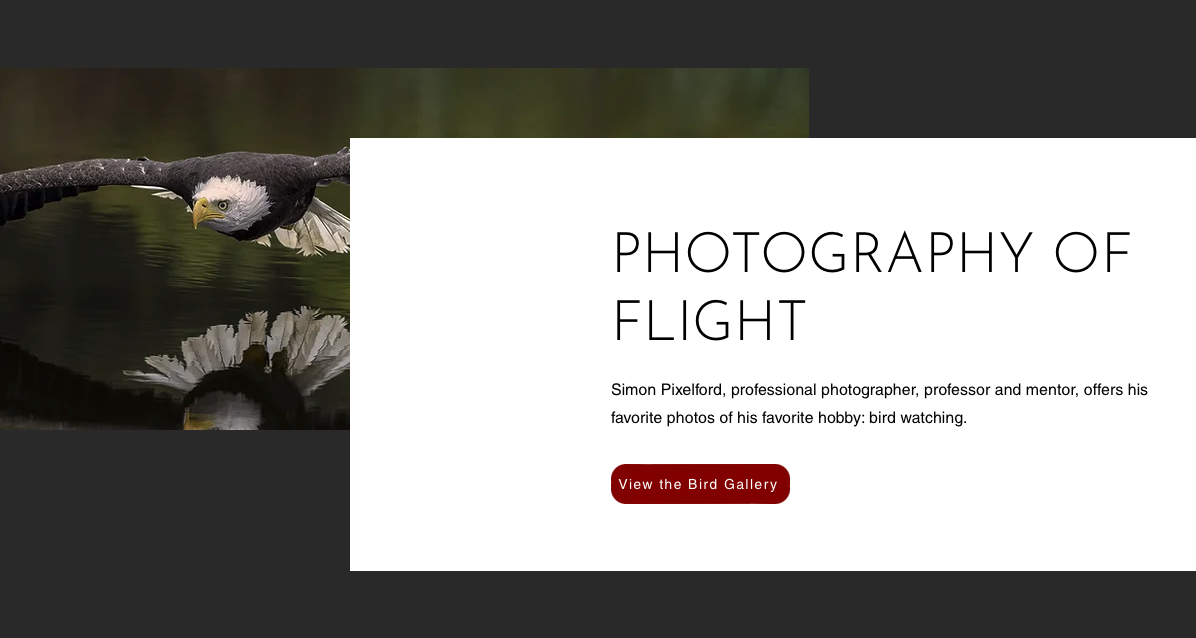 PHOTOGRAPHY OF
FLIGHT
Simon Pixelford, professional photographer, professor and mentor, offers his
favorite photos of his favorite hobby: bird watching.
View the Bird Gallery